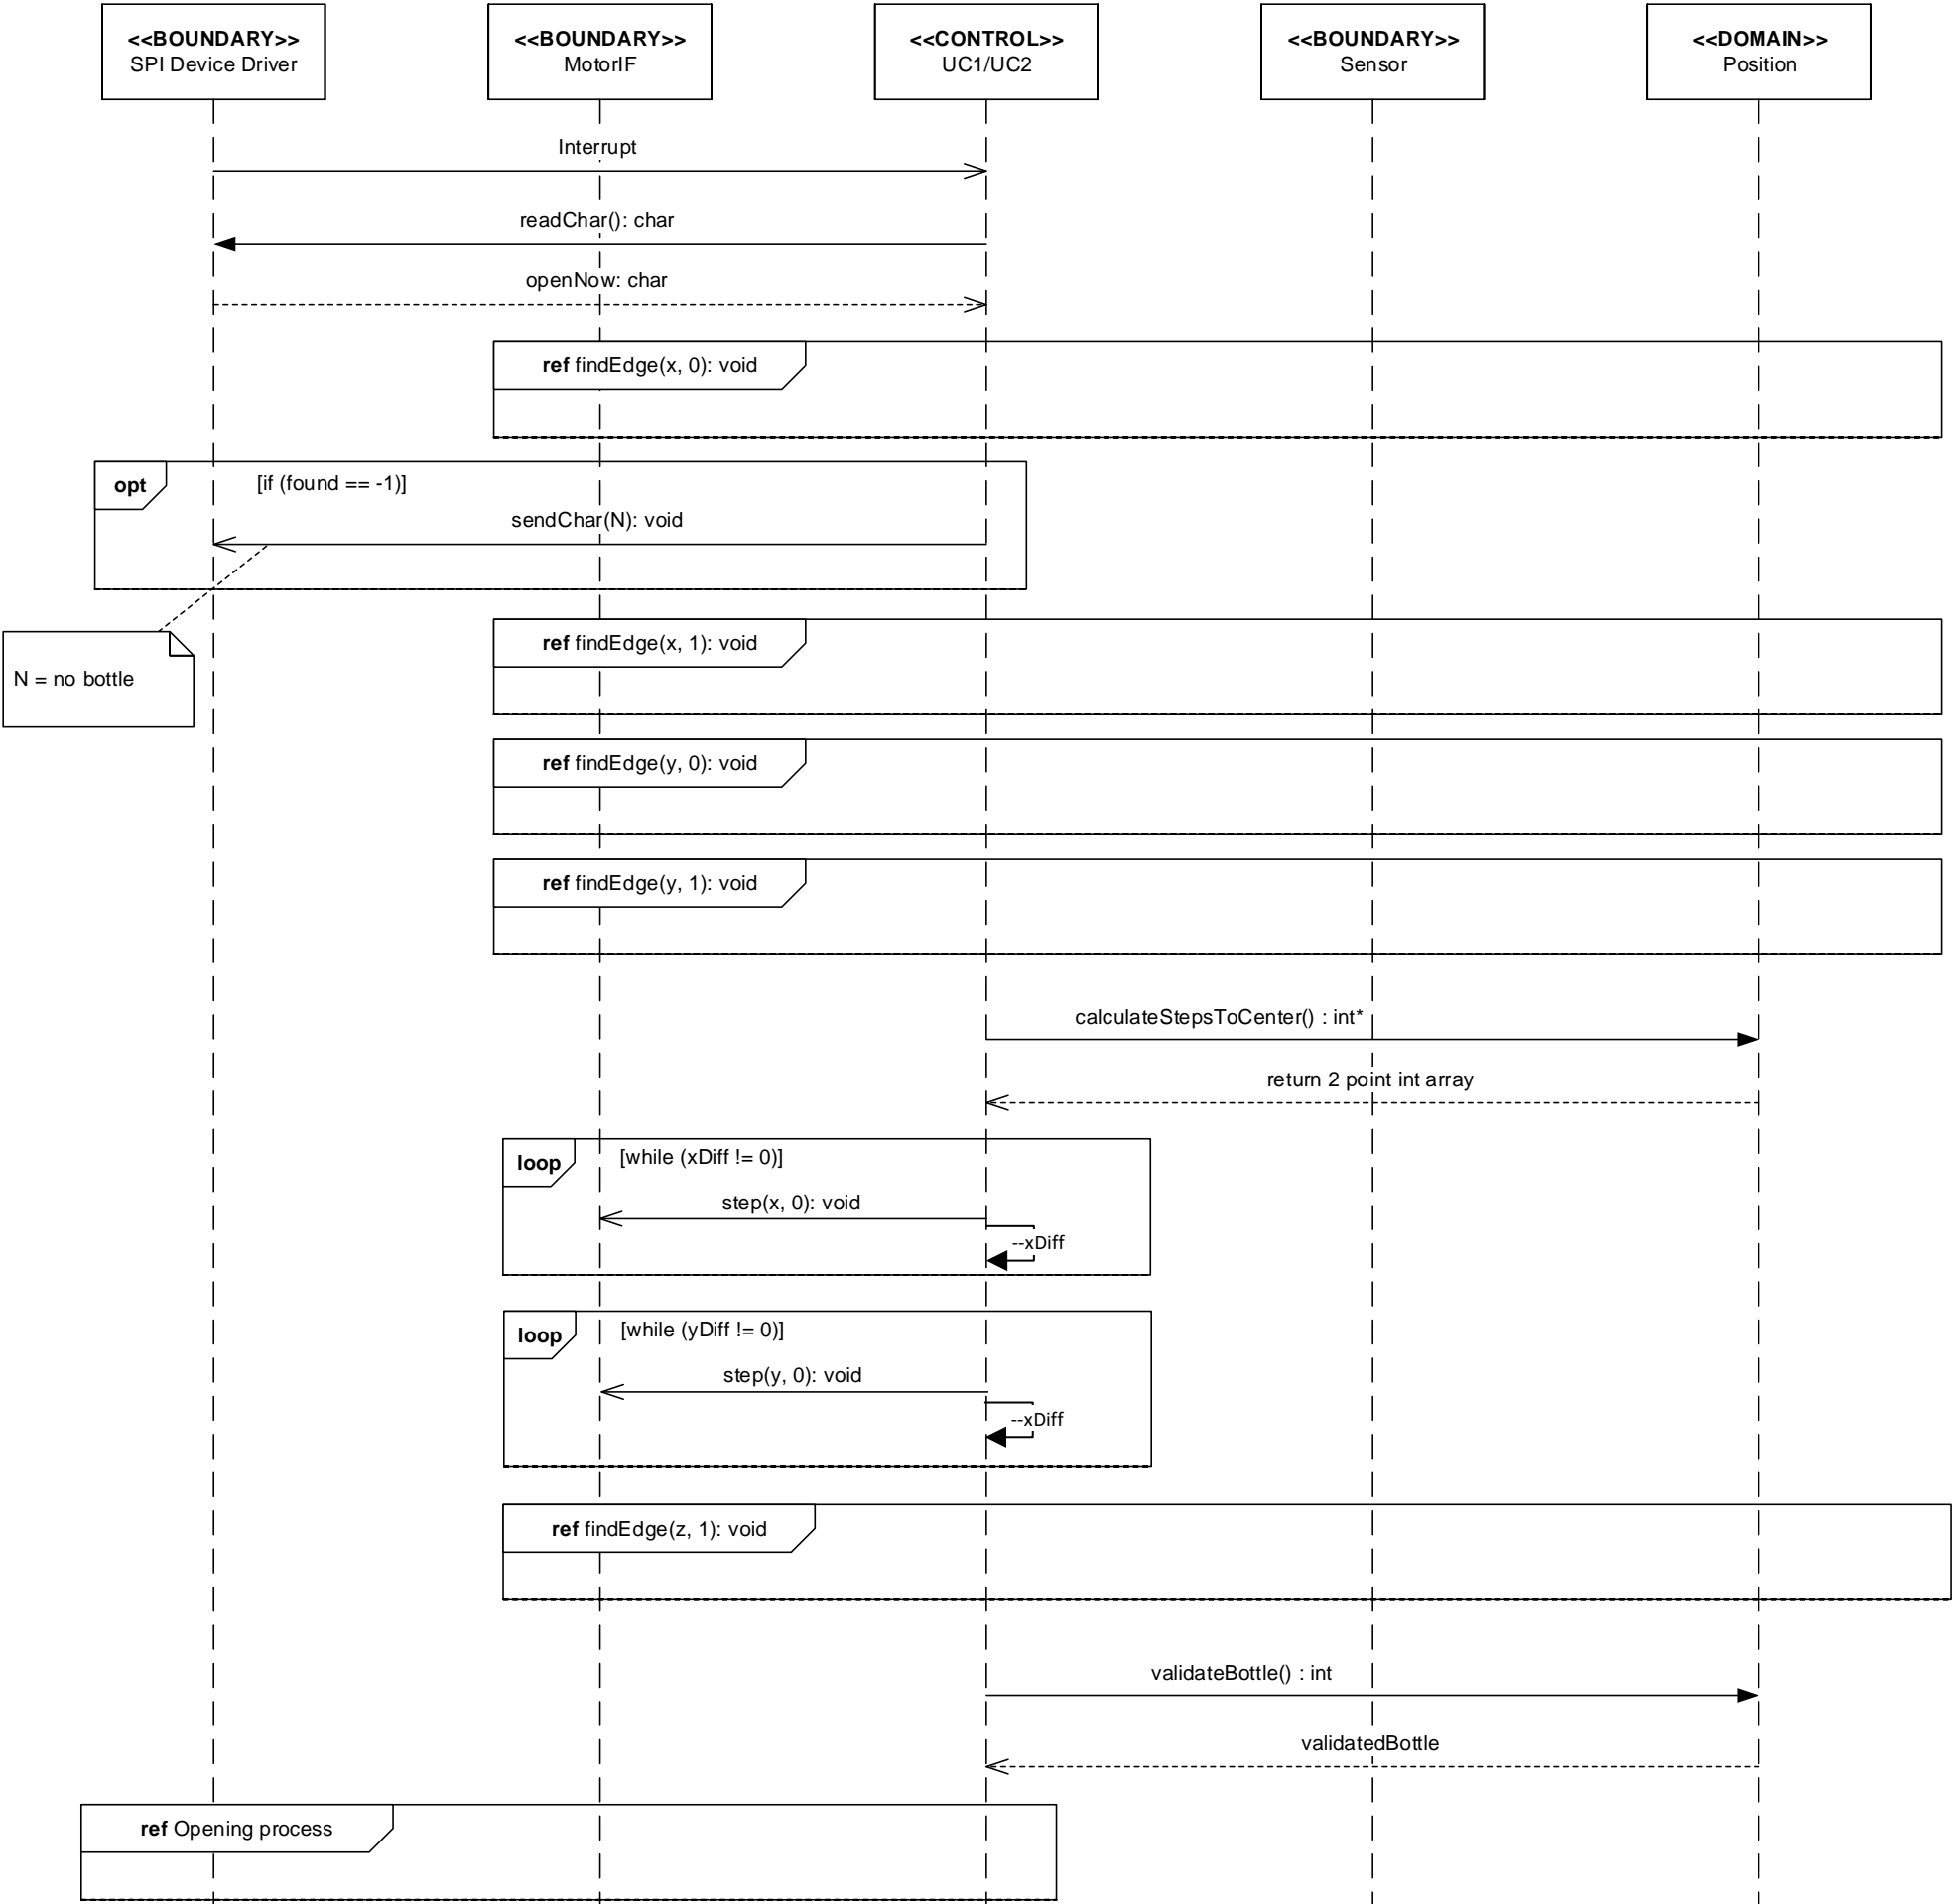 <<BOUNDARY>>
SPI Device Driver
<<BOUNDARY>>
MotorIF
<<CONTROL>>
UC1/UC2
<<BOUNDARY>>
Sensor
<<DOMAIN>>
Position
Interrupt
readChar(): char
openNow: char
ref findEdge(x, 0): void
opt
[if (found == -1)]
sendChar(N): void
N = no bottle
ref findEdge(x, 1): void
ref findEdge(y, 0): void
ref findEdge(y, 1): void
calculateStepsToCenter() : int*
return 2 point int array
loop
[while (xDiff != 0)]
step(x, 0): void
--xDiff
loop
[while (yDiff != 0)]
step(y, 0): void
--xDiff
ref findEdge(z, 1): void
validateBottle() : int
validatedBottle
ref Opening process